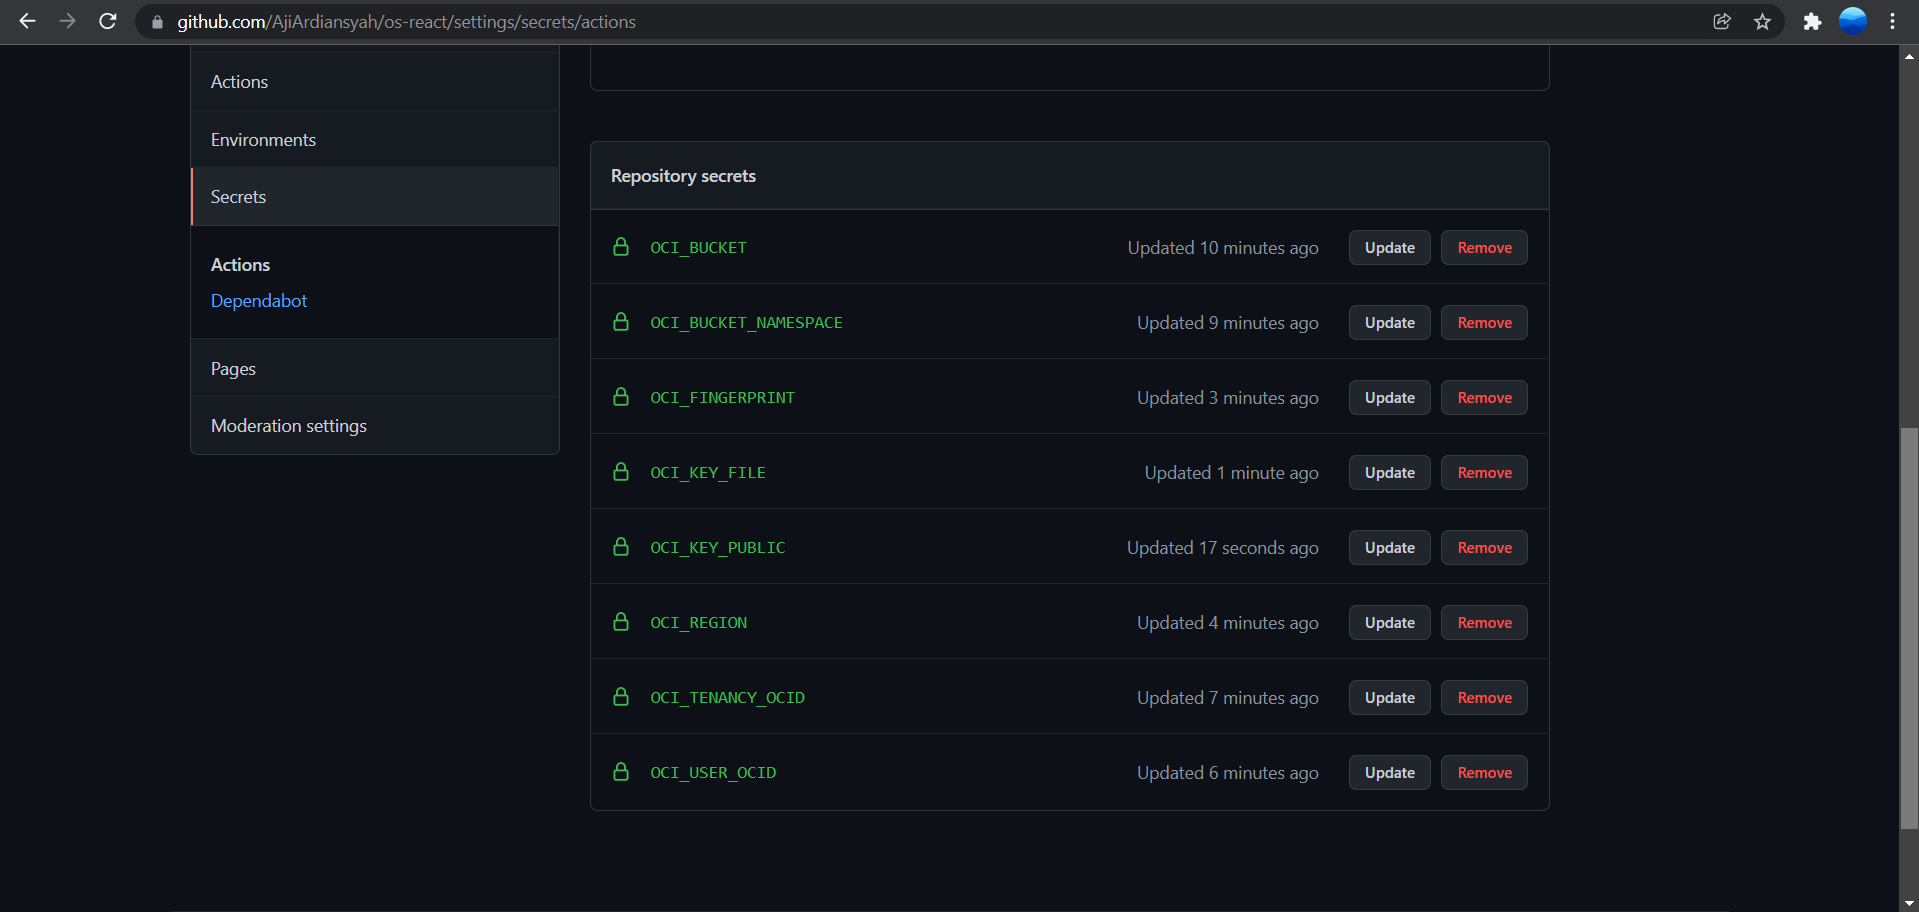 github.com/AjiArdiansyah/os-react/settings/secrets/actions
Actions
Environments
Secrets
Actions
Dependabot
Pages
Moderation settings
Repository secrets
OCI_BUCKET Updated 10 minutes ago Update Remove
OCI_BUCKET_NAMESPACE Updated 9 minutes ago Update Remove
OCI_FINGERPRINT Updated 3 minutes ago Update Remove
OCI_KEY_FILE Updated 1 minute ago Update Remove
OCI_KEY_PUBLIC Updated 17 seconds ago Update Remove
OCI_REGION Updated 4 minutes ago Update Remove
OCI_TENANCY_OCID Updated 7 minutes ago Update Remove
OCI_USER_OCID Updated 6 minutes ago Update Remove